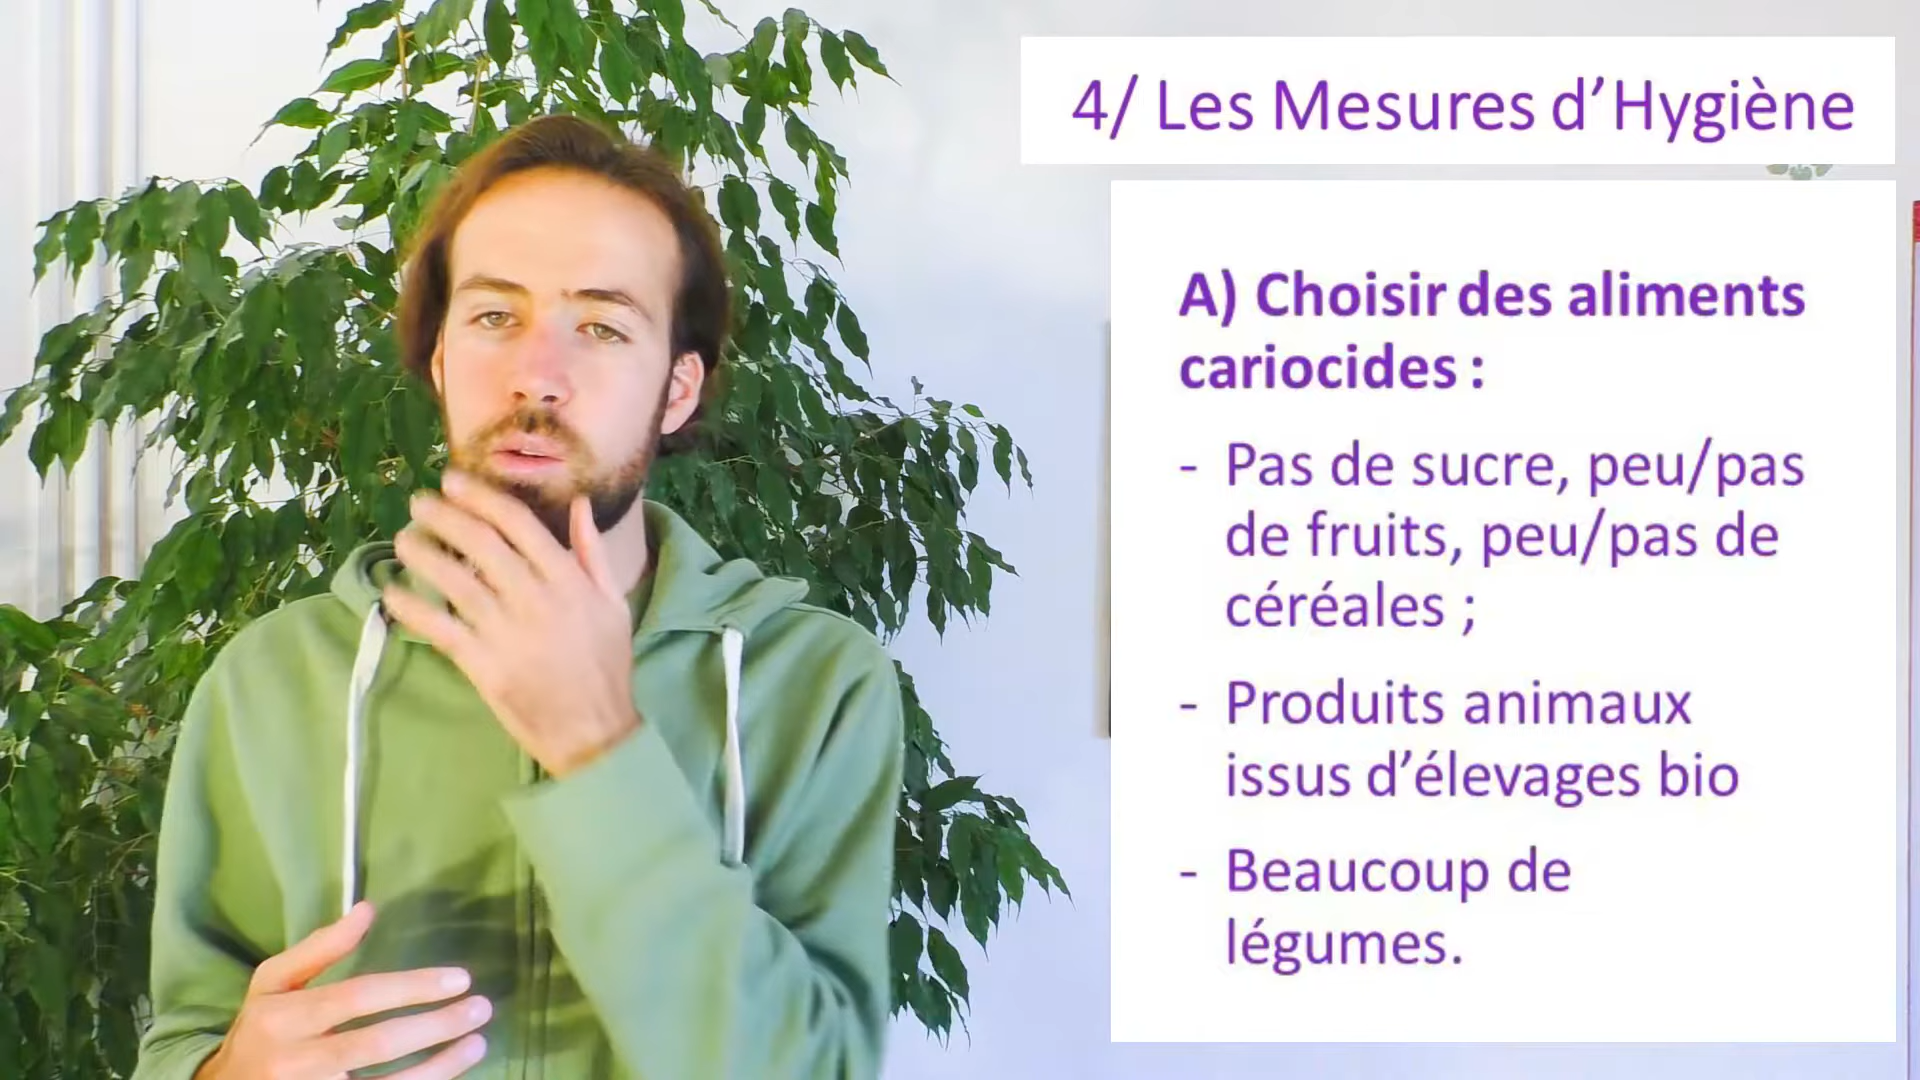 4/ Les Mesures d’Hygiène
A) Choisir des aliments
cariocides :
- Pas de sucre, peu/pas
de fruits, peu/pas de
céréales ;
- Produits animaux
issus d’élevages bio
- Beaucoup de
légumes.